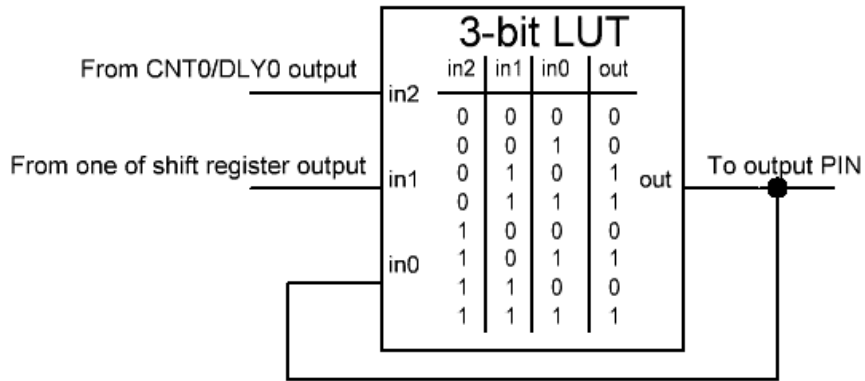 3-bit LUT
From CNT0/DLY0 output
in2 in1 in0 out
in2
0 0 0 0
0 0 1 0
From one of shift register output
0 1 0 1
To output PIN
in1
out
0 1 1 1
1 0 0 0
in0
1 0 1 1
1 1 0 0
1 1 1 1